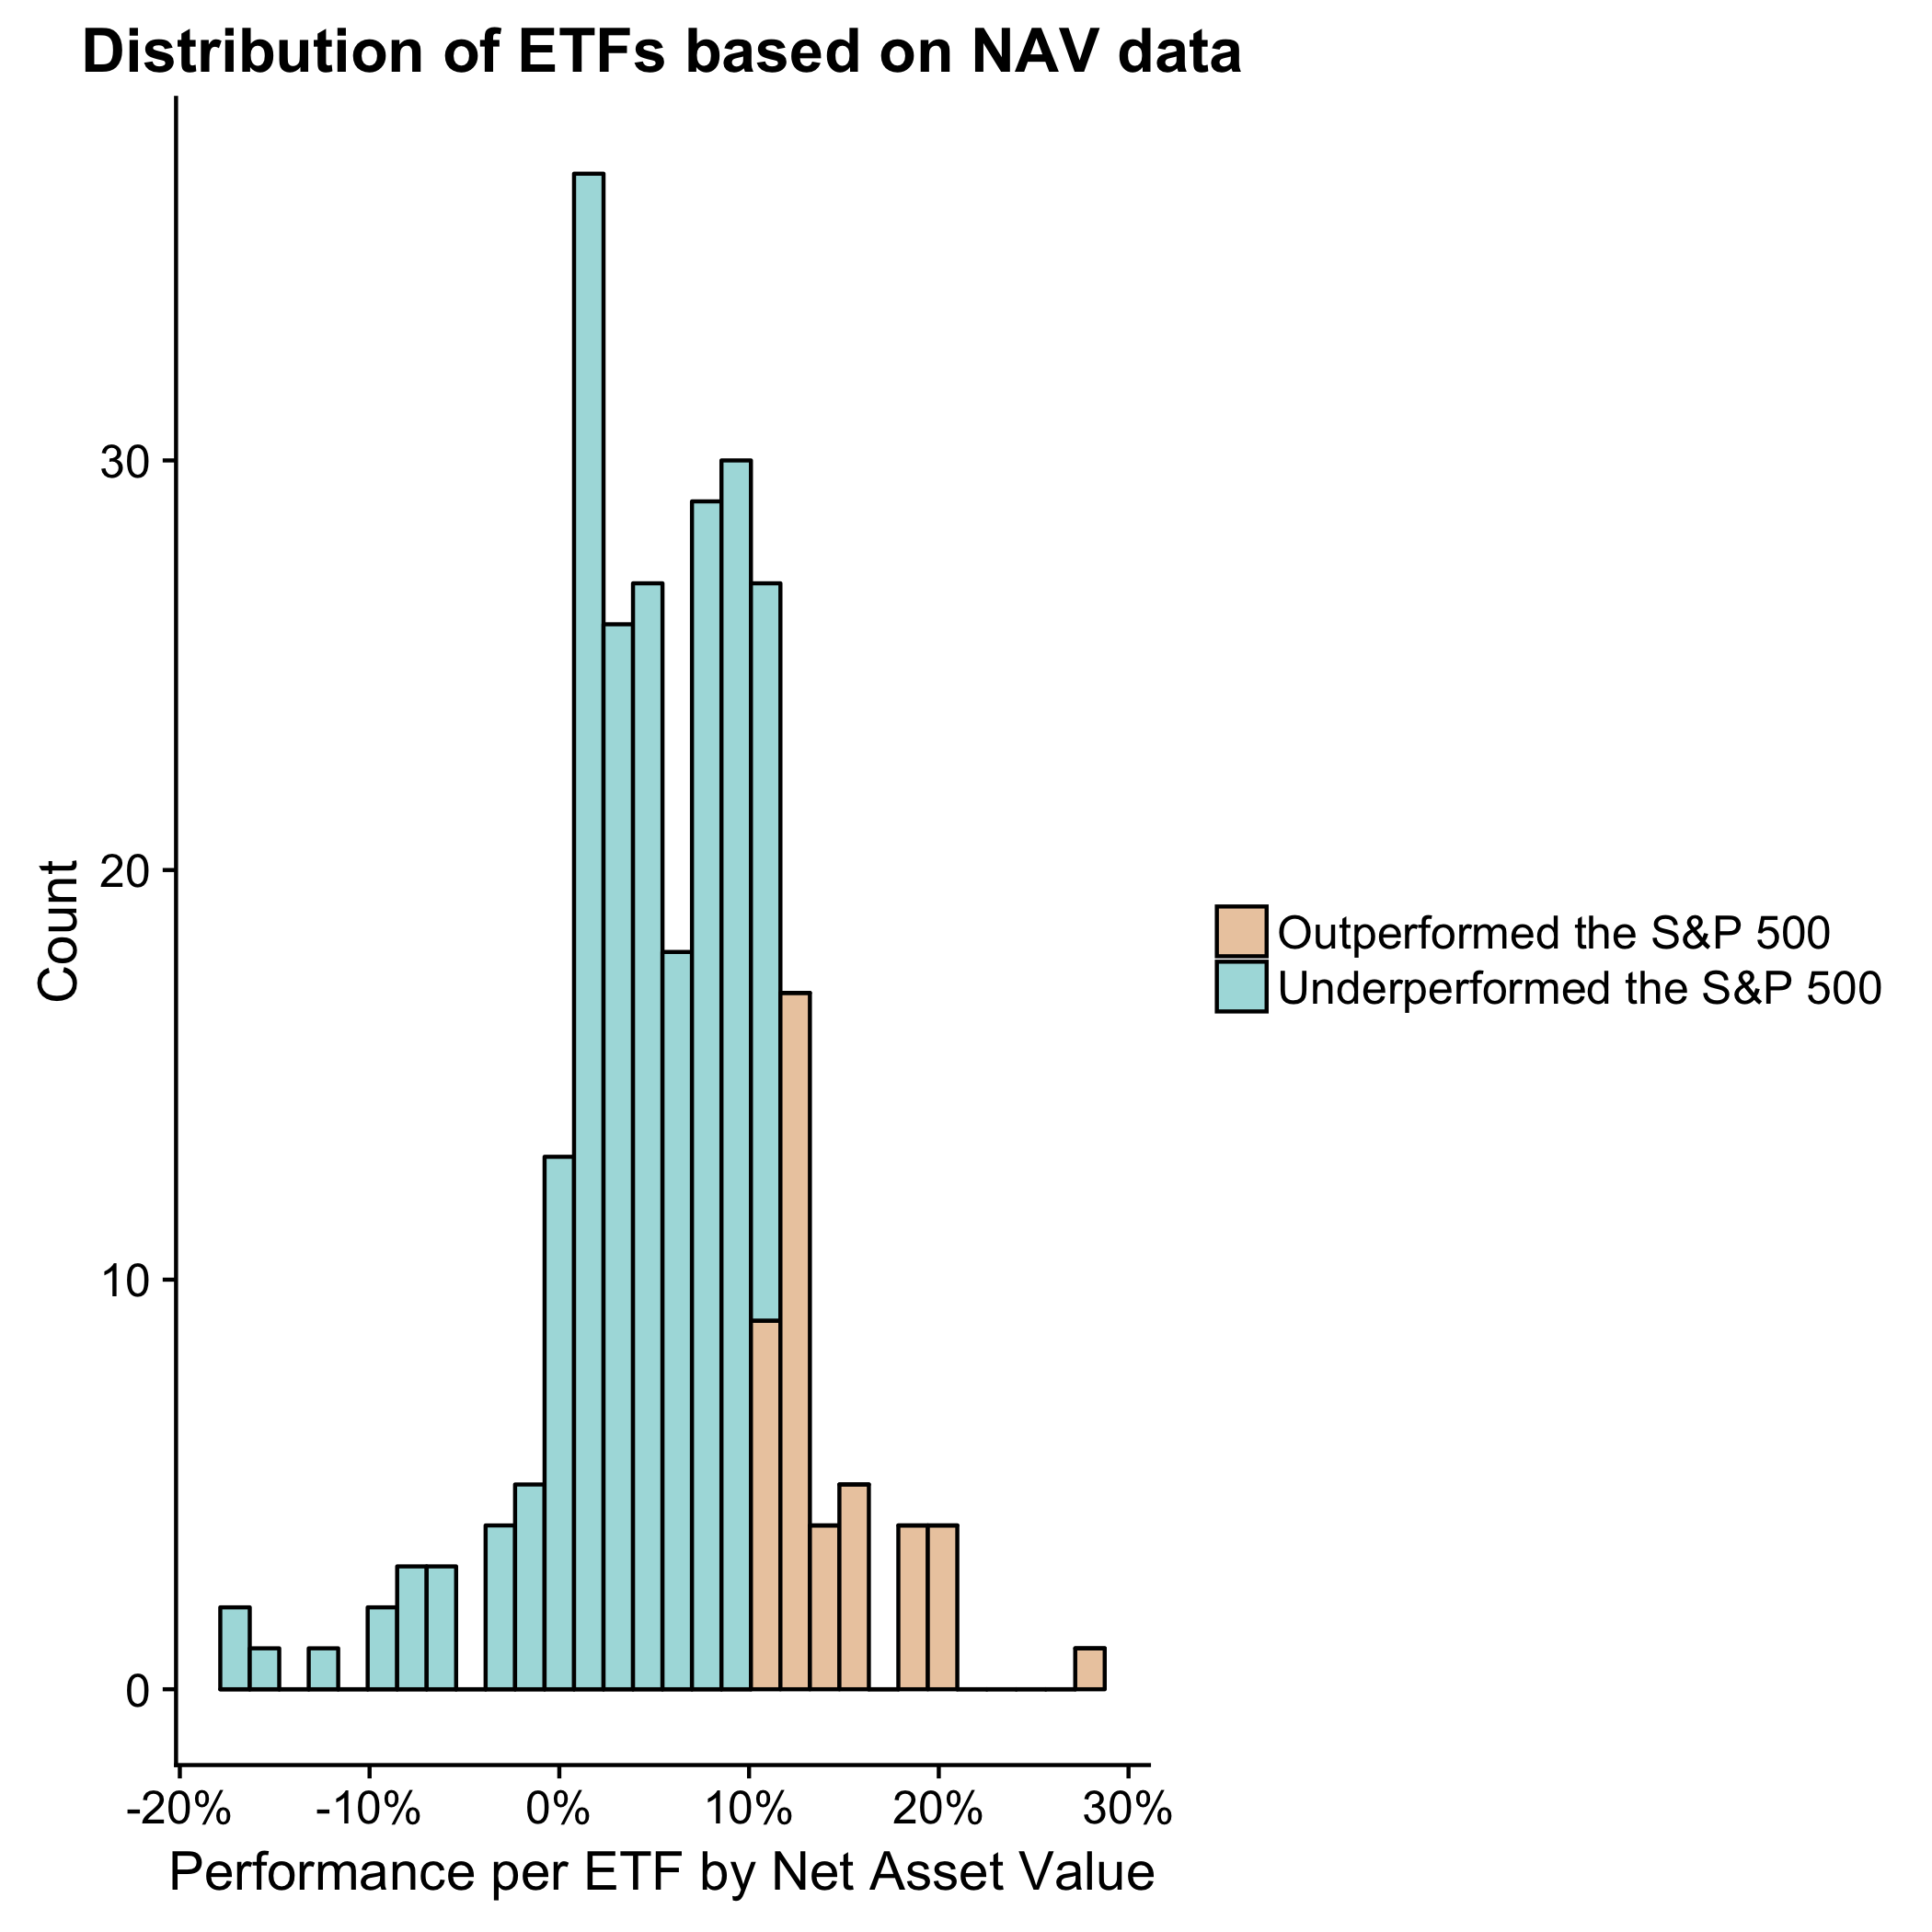 Distribution of ETFs based on NAV data
Count
30
20
10
0
-20% -10% 0% 10% 20% 30%
Performance per ETF by Net Asset Value
Outperformed the S&P 500
Underperformed the S&P 500